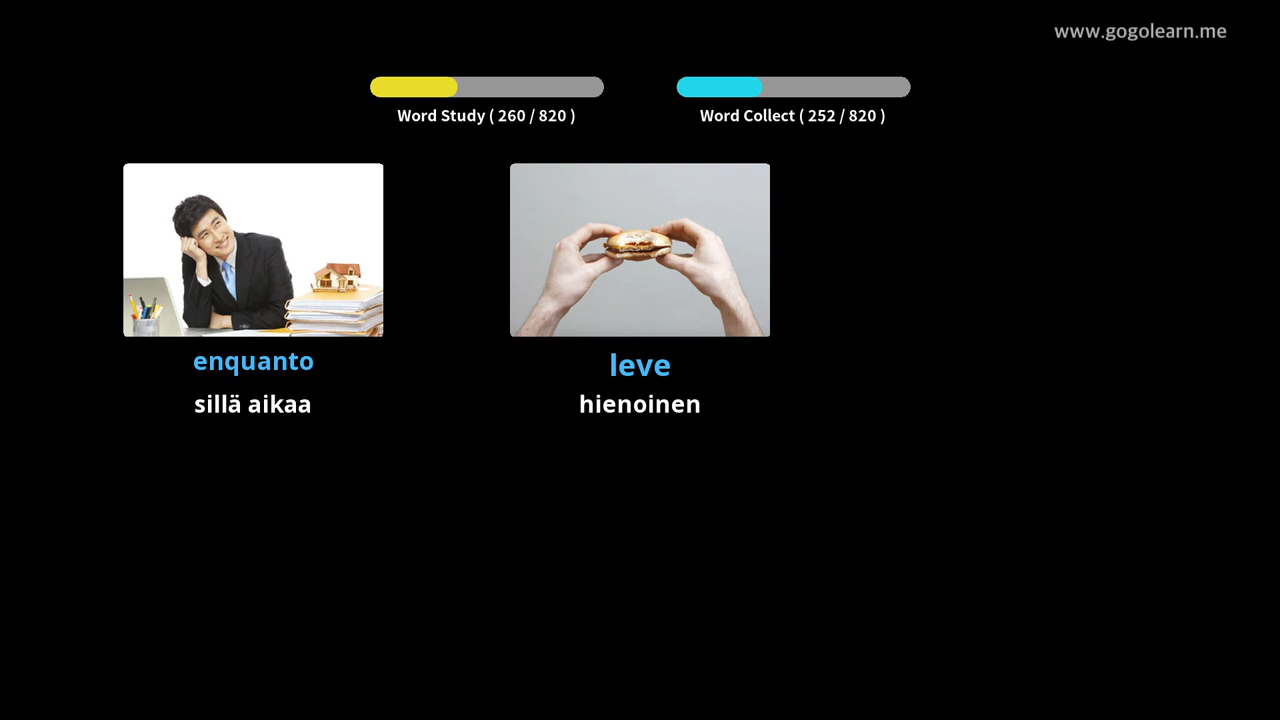 www.gogolearn.me
Word Study ( 260 / 820 )
Word Collect ( 252 / 820 )
enquanto
sillä aikaa
leve
hienoinen